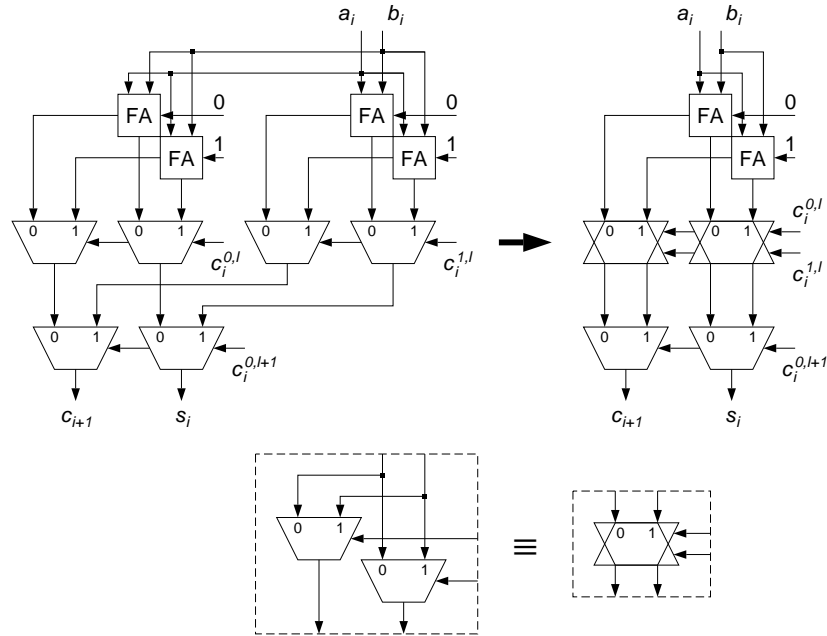 a_i b_i a_i b_i
0 0 0
FA FA FA
1 1 1
FA FA FA
0 1 0 1 0 1 0 1 0 1 0 1
c_i^{0,l} c_i^{1,l} c_i^{0,l}
c_i^{1,l}
0 1 0 1 0 1 0 1
c_i^{0,l+1} c_i^{0,l+1}
c_{i+1} s_i c_{i+1} s_i
0 1 ≡ 0 1
0 1